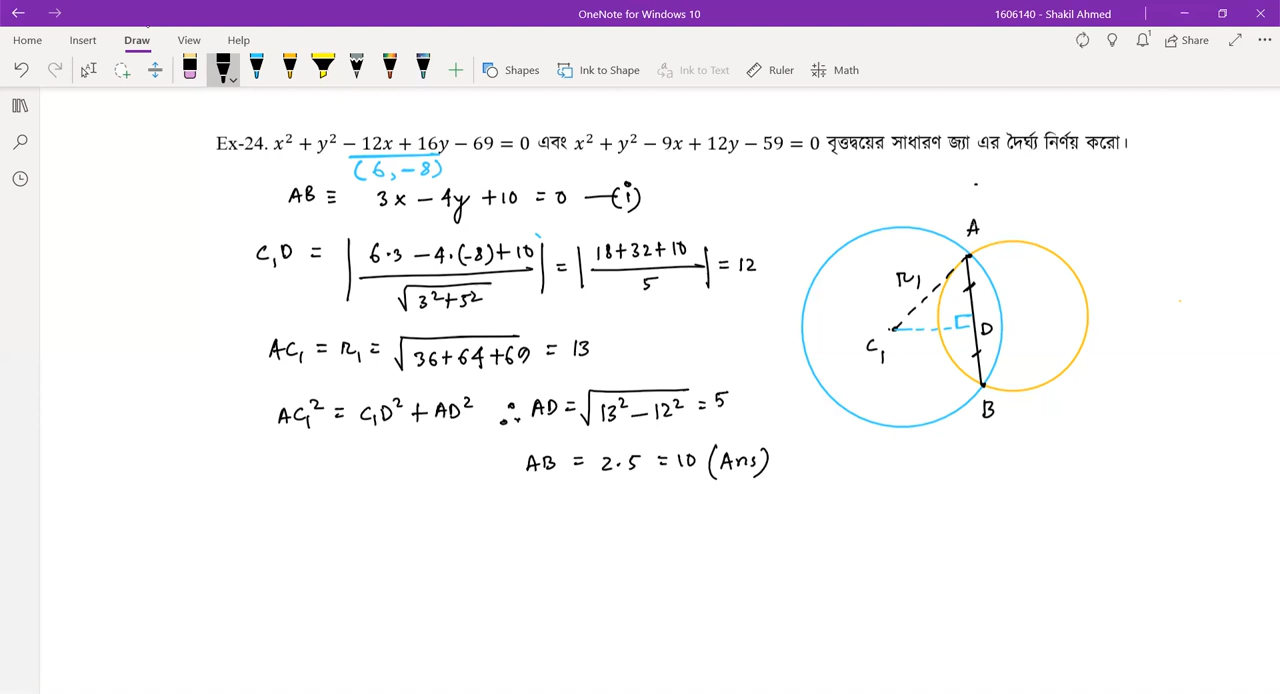 OneNote for Windows 10
1606140 - Shakil Ahmed
Home Insert Draw View Help
Share
Shapes Ink to Shape Ink to Text Ruler Math
Ex-24. x² + y² − 12x + 16y − 69 = 0 এবং x² + y² − 9x + 12y − 59 = 0 বৃত্তদ্বয়ের সাধারণ জ্যা এর দৈর্ঘ্য নির্ণয় করো।
(6, -8)
AB ≡ 3x − 4y + 10 = 0 —(i)
C₁D = | 6·3 − 4·(-8) + 10 / √3² + 5² | = | 18 + 32 + 10 / 5 | = 12
AC₁ = r₁ = √36 + 64 + 69 = 13
AC₁² = C₁D² + AD² ∴ AD = √13² − 12² = 5
AB = 2·5 = 10 (Ans)
A
r₁
D
C₁
B